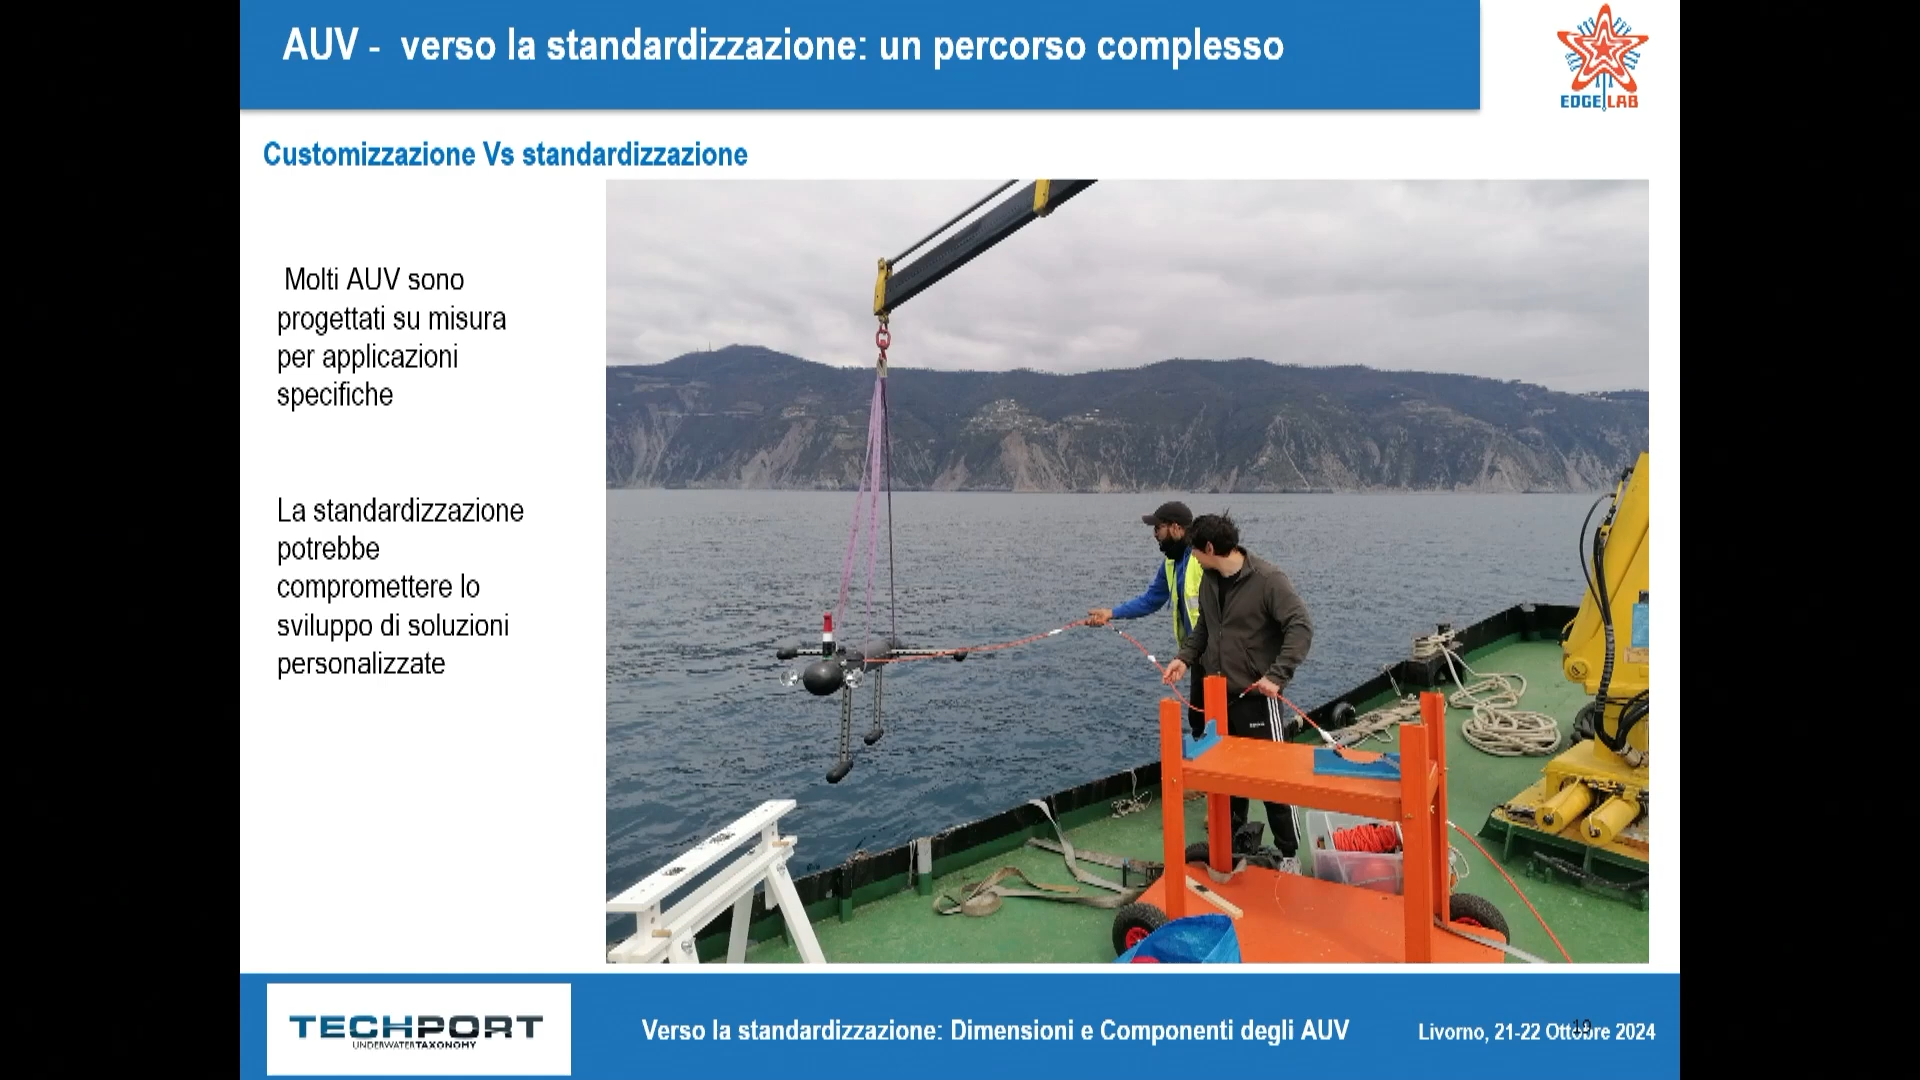 AUV - verso la standardizzazione: un percorso complesso
EDGE LAB
Customizzazione Vs standardizzazione
Molti AUV sono
progettati su misura
per applicazioni
specifiche
La standardizzazione
potrebbe
compromettere lo
sviluppo di soluzioni
personalizzate
TECHPORT
UNDERWATERTAXONOMY
Verso la standardizzazione: Dimensioni e Componenti degli AUV
Livorno, 21-22 Ottobre 2024
19